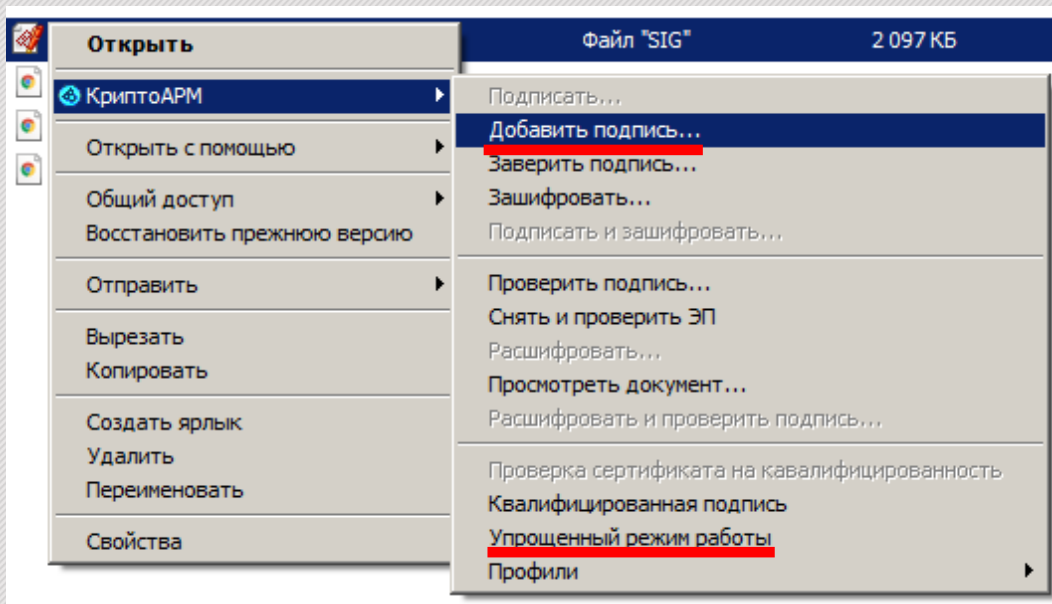 Файл "SIG" 2 097 КБ
Открыть
КриптоАРМ
Открыть с помощью
Общий доступ
Восстановить прежнюю версию
Отправить
Вырезать
Копировать
Создать ярлык
Удалить
Переименовать
Свойства
Подписать...
Добавить подпись...
Заверить подпись...
Зашифровать...
Подписать и зашифровать...
Проверить подпись...
Снять и проверить ЭП
Расшифровать...
Просмотреть документ...
Расшифровать и проверить подпись...
Проверка сертификата на кавалифицированность
Квалифицированная подпись
Упрощенный режим работы
Профили